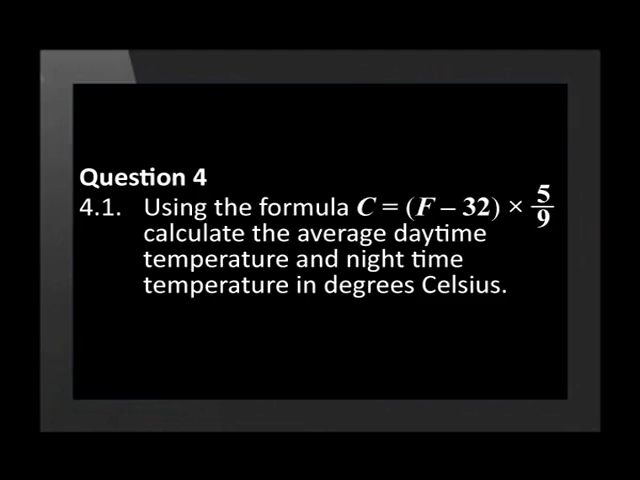 Question 4
4.1. Using the formula C = (F – 32) × 5/9
calculate the average daytime
temperature and night time
temperature in degrees Celsius.